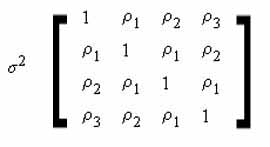 1 ρ₁ ρ₂ ρ₃
ρ₁ 1 ρ₁ ρ₂
σ²
ρ₂ ρ₁ 1 ρ₁
ρ₃ ρ₂ ρ₁ 1